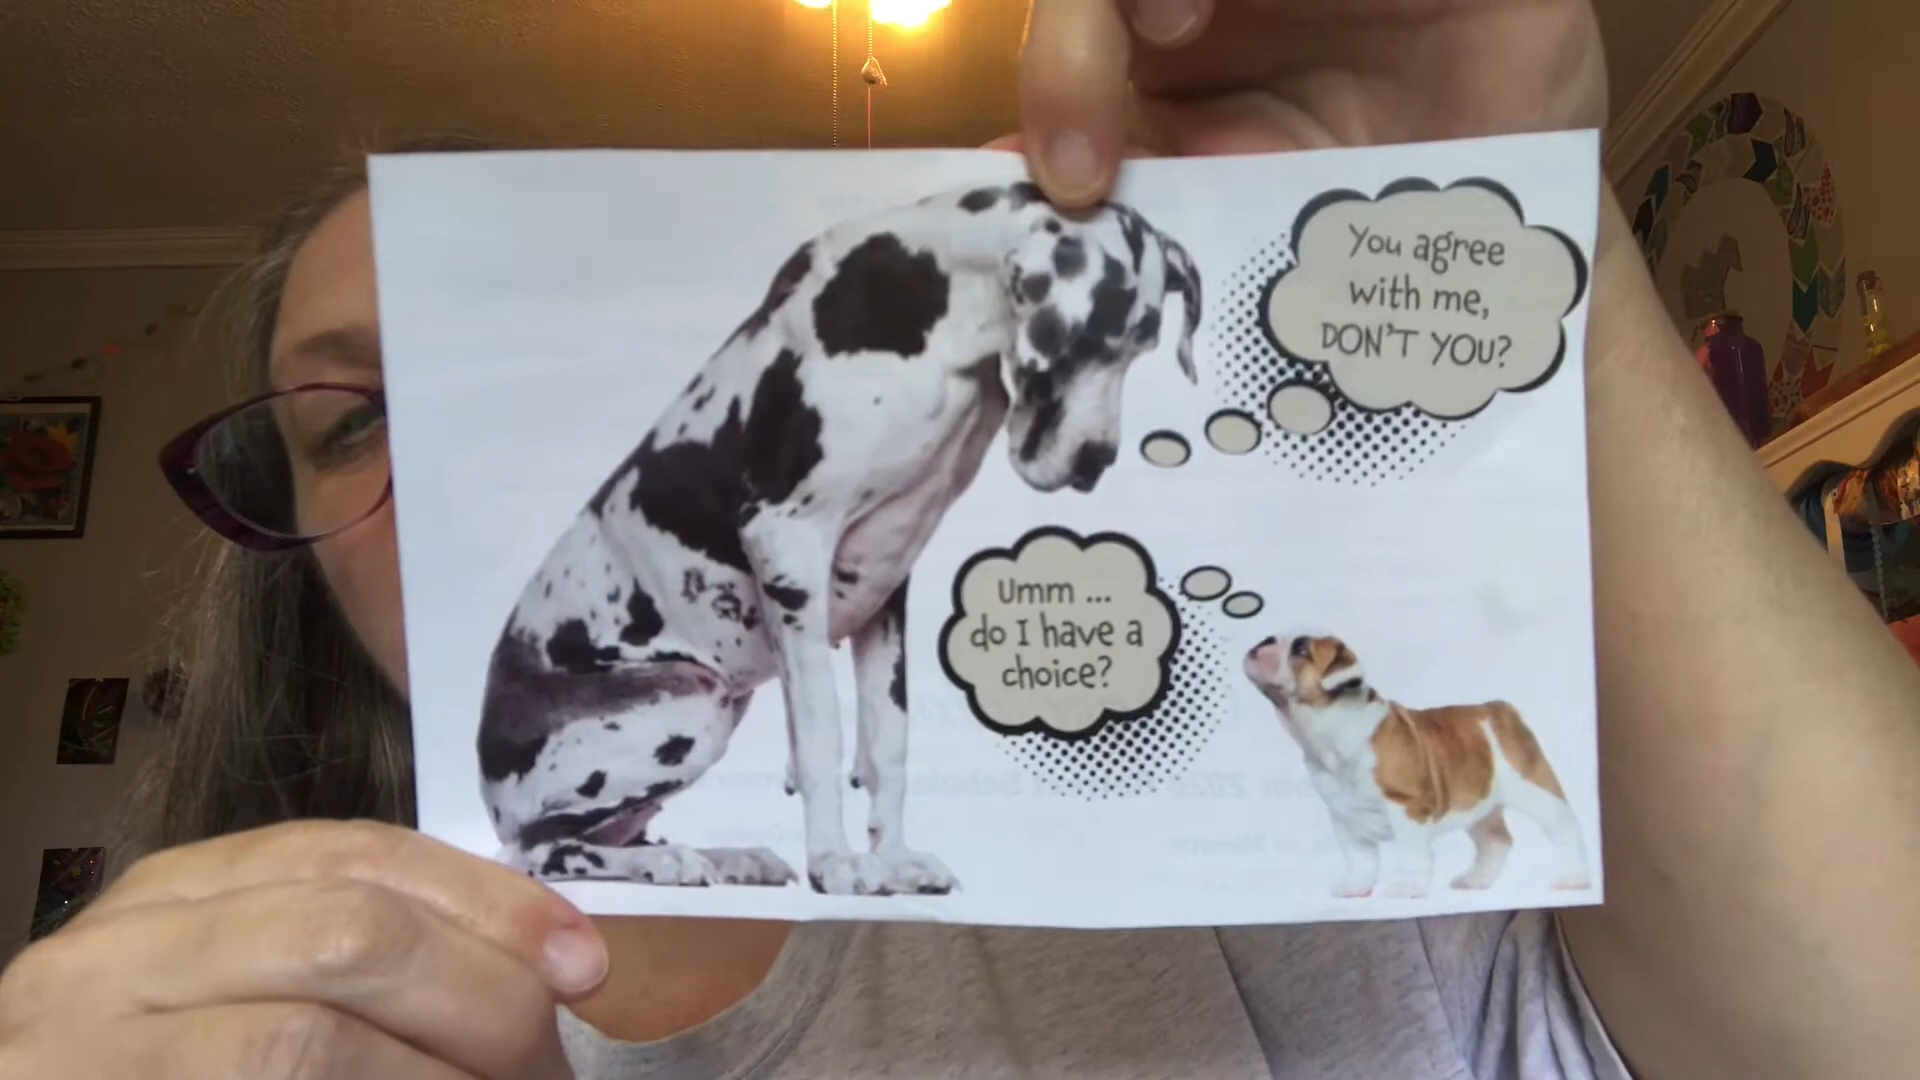 You agree
with me,
DON'T YOU?
Umm ...
do I have a
choice?